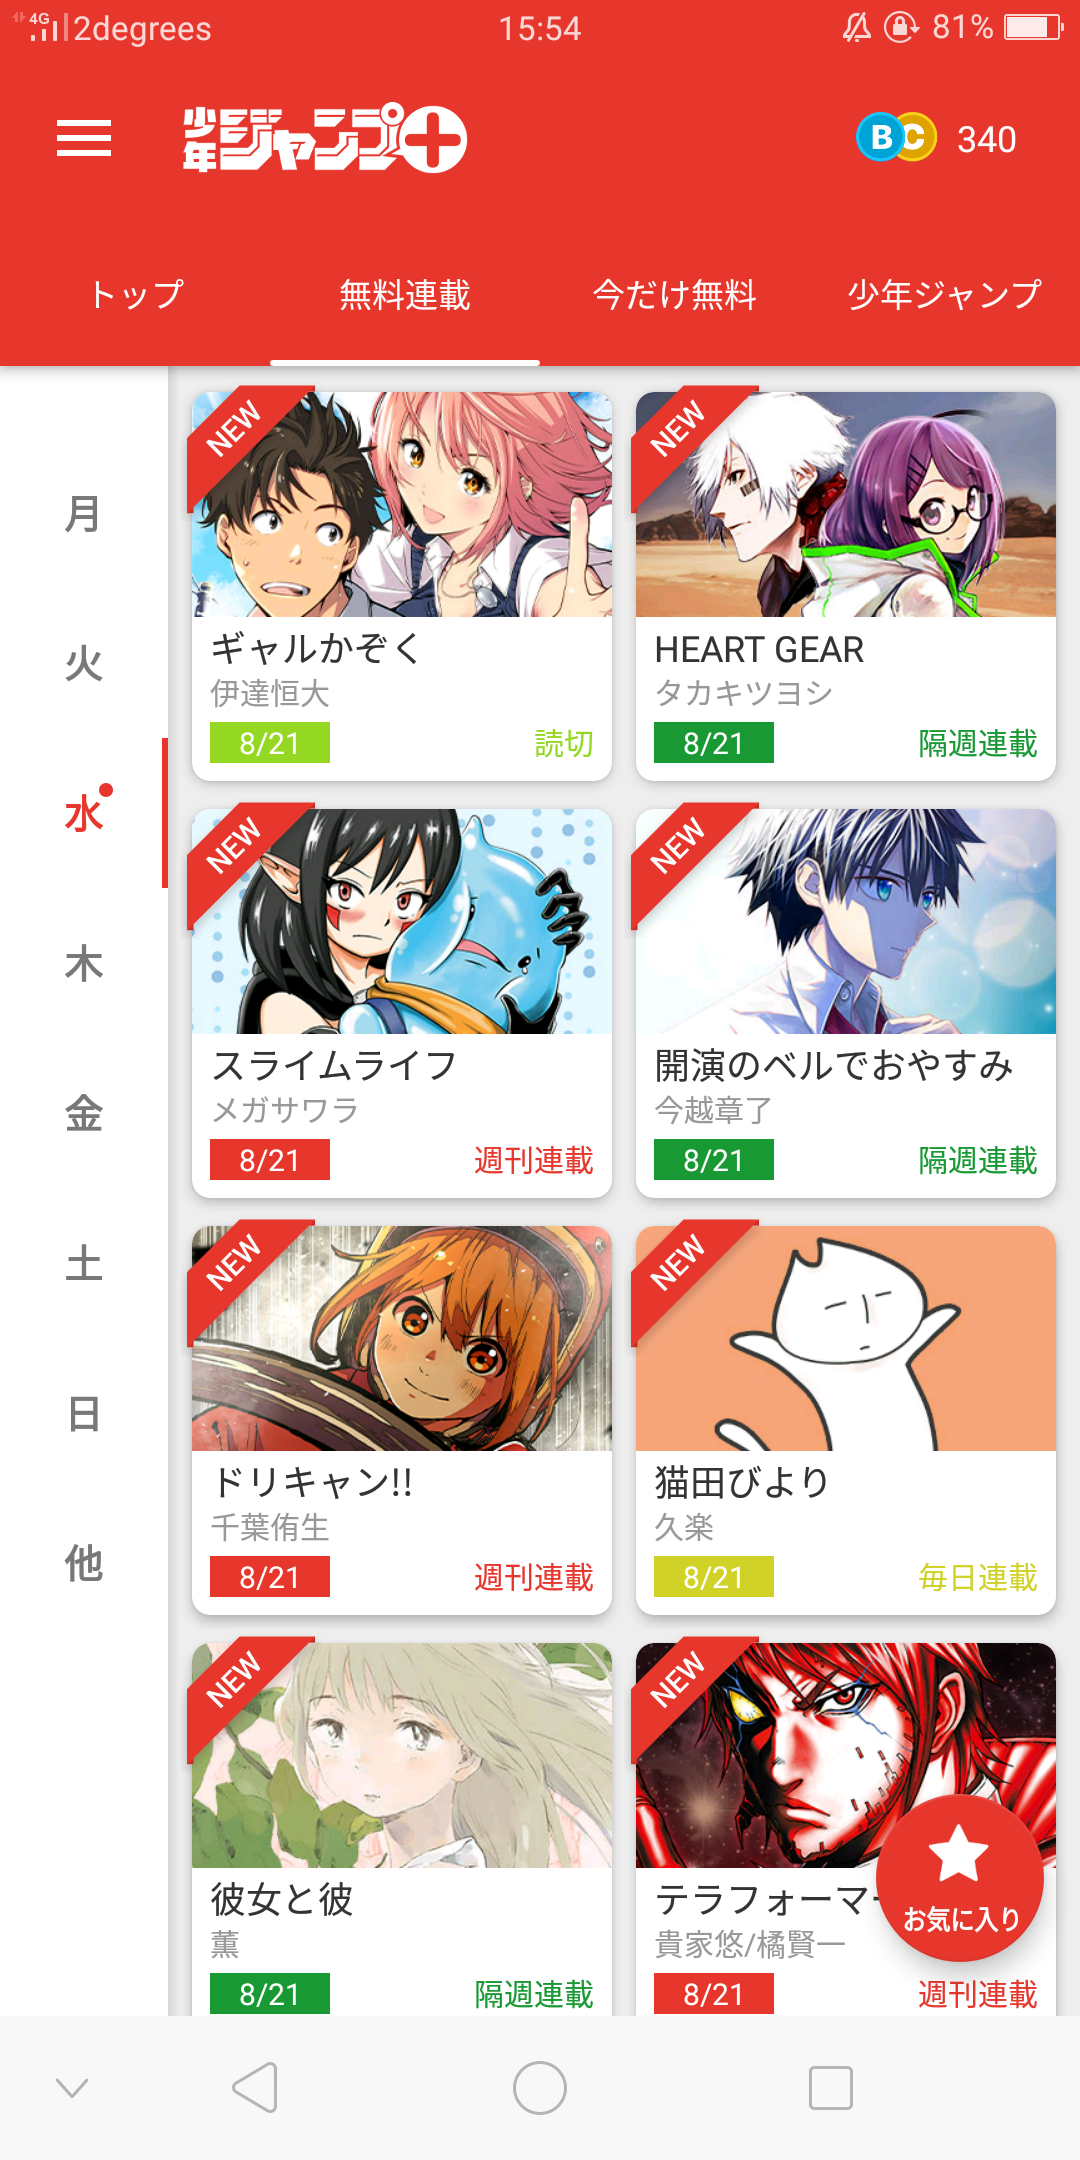 4G 2degrees 15:54 81%
少年ジャンプ+ B C 340
トップ 無料連載 今だけ無料 少年ジャンプ
月
火
水
木
金
土
日
他
NEW
ギャルかぞく
伊達恒大
8/21 読切
NEW
HEART GEAR
タカキツヨシ
8/21 隔週連載
NEW
スライムライフ
メガサワラ
8/21 週刊連載
NEW
開演のベルでおやすみ
今越章了
8/21 隔週連載
NEW
ドリキャン!!
千葉侑生
8/21 週刊連載
NEW
猫田びより
久楽
8/21 毎日連載
NEW
彼女と彼
薫
8/21 隔週連載
NEW
テラフォーマ
貴家悠/橘賢一
8/21 週刊連載
お気に入り